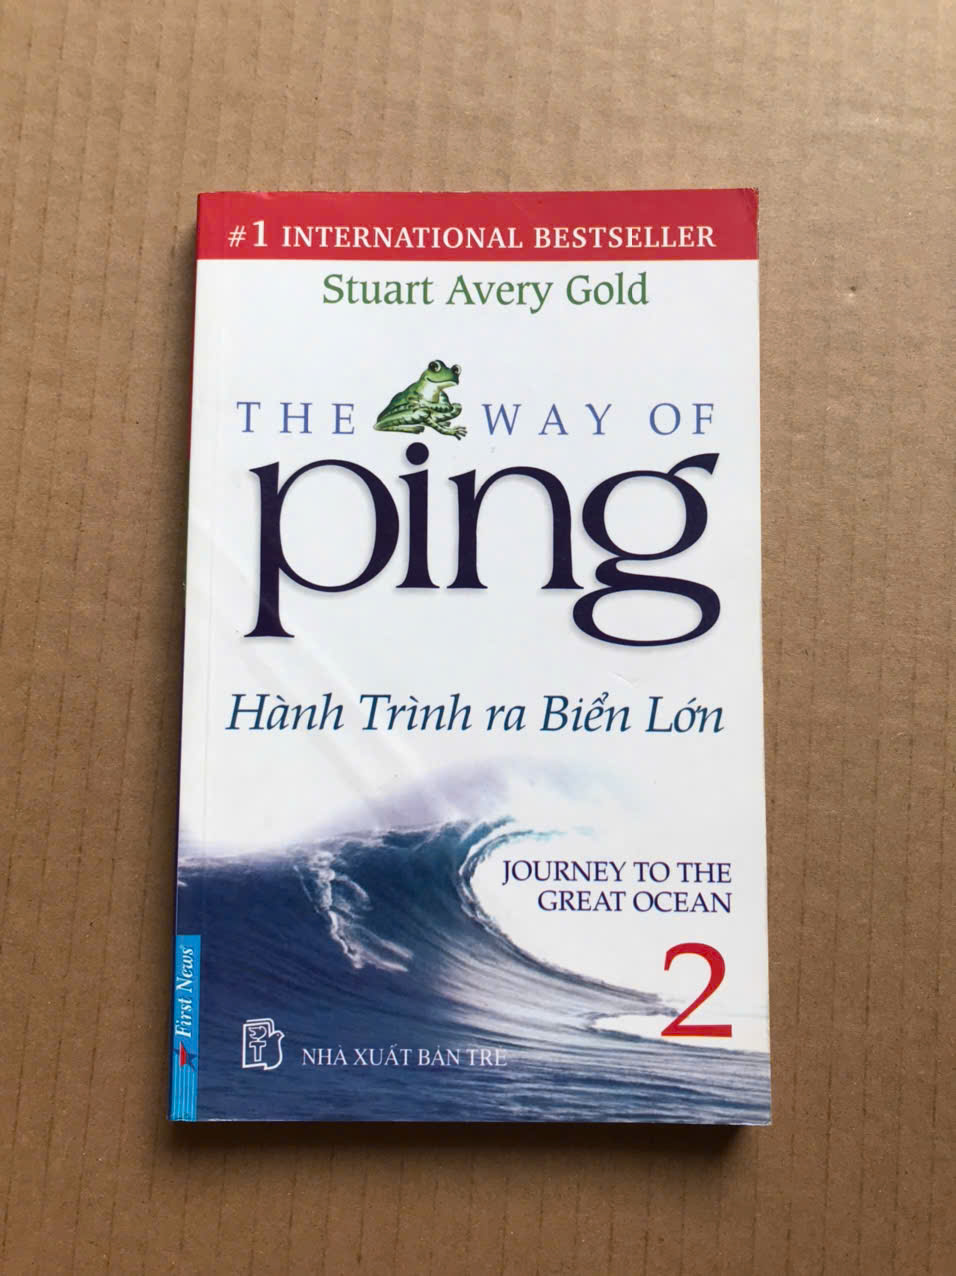 #1 INTERNATIONAL BESTSELLER
Stuart Avery Gold
THE WAY OF
ping
Hành Trình ra Biển Lớn
JOURNEY TO THE
GREAT OCEAN
2
First News
NHÀ XUẤT BẢN TRẺ